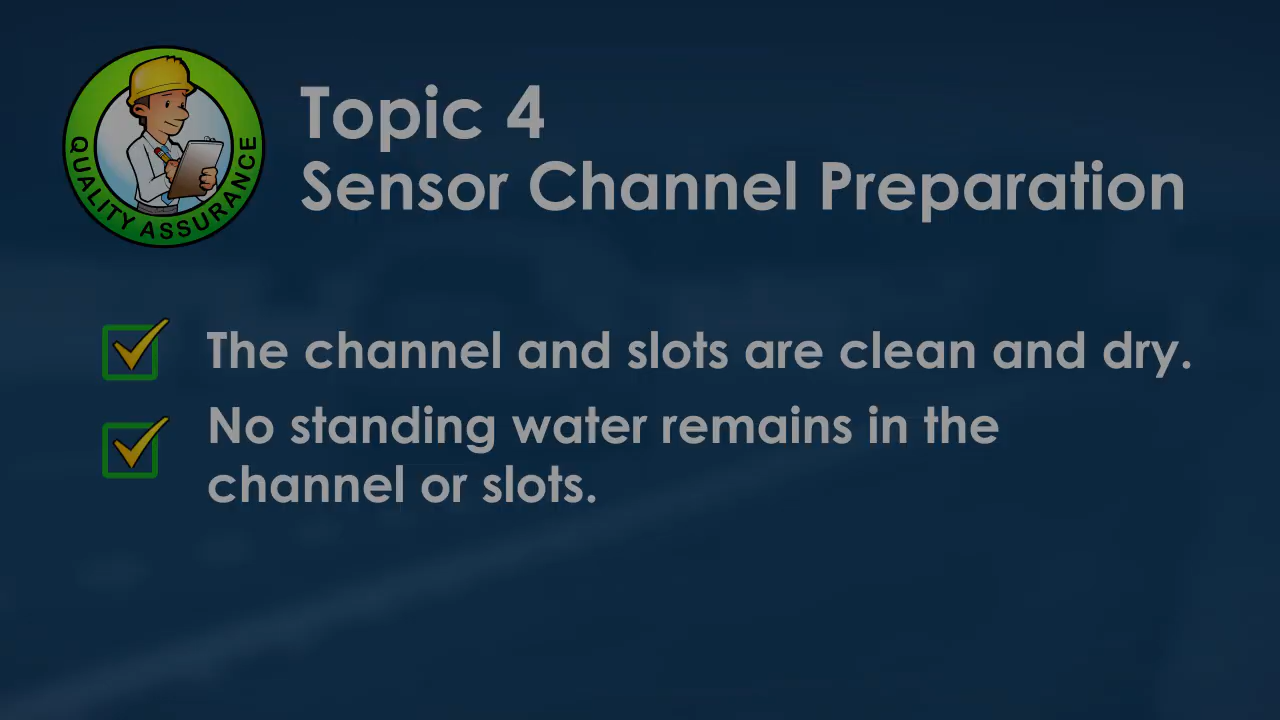 QUALITY ASSURANCE
Topic 4
Sensor Channel Preparation
The channel and slots are clean and dry.
No standing water remains in the
channel or slots.